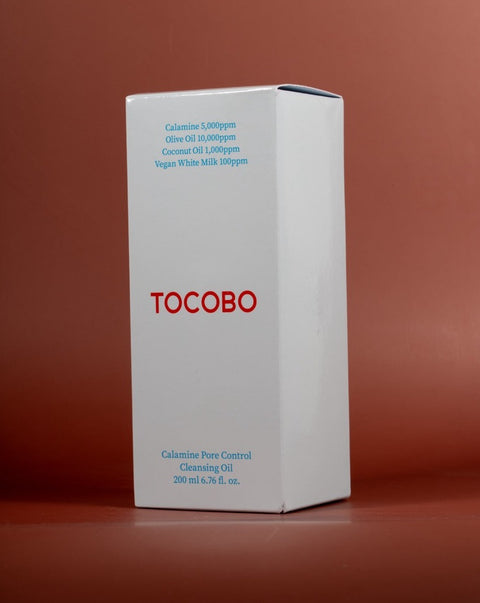 Calamine 5,000ppm
Olive Oil 10,000ppm
Coconut Oil 1,000ppm
Vegan White Milk 100ppm
TOCOBO
Calamine Pore Control
Cleansing Oil
200 ml 6.76 fl. oz.